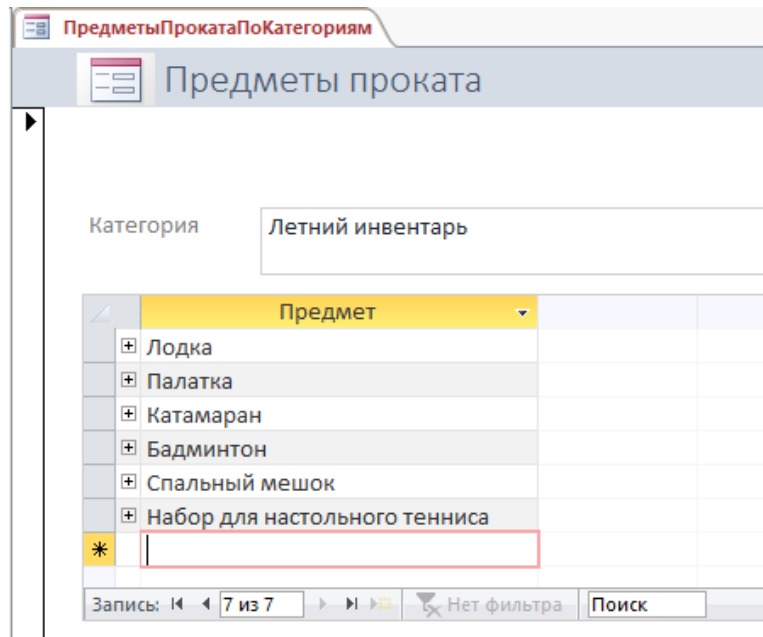 ПредметыПрокатаПоКатегориям
Предметы проката
Категория Летний инвентарь
Предмет
Лодка
Палатка
Катамаран
Бадминтон
Спальный мешок
Набор для настольного тенниса
Запись: 7 из 7 Нет фильтра Поиск